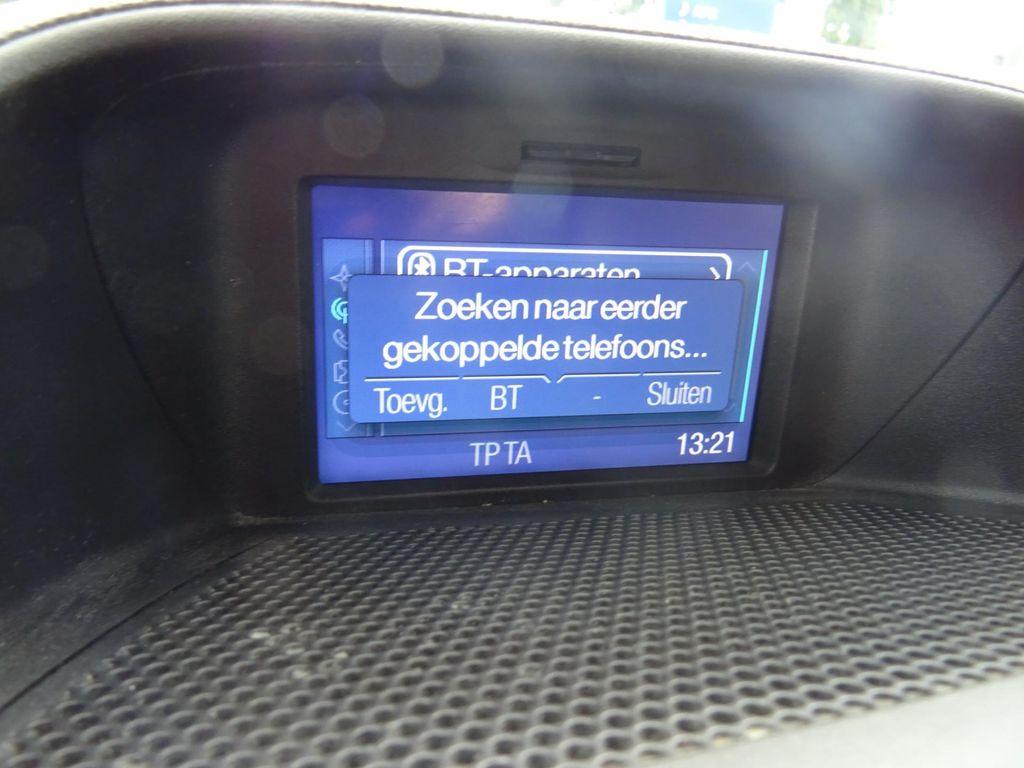 BT-apparaten
Zoeken naar eerder
gekoppelde telefoons...
Toevg. BT - Sluiten
TP TA 13:21